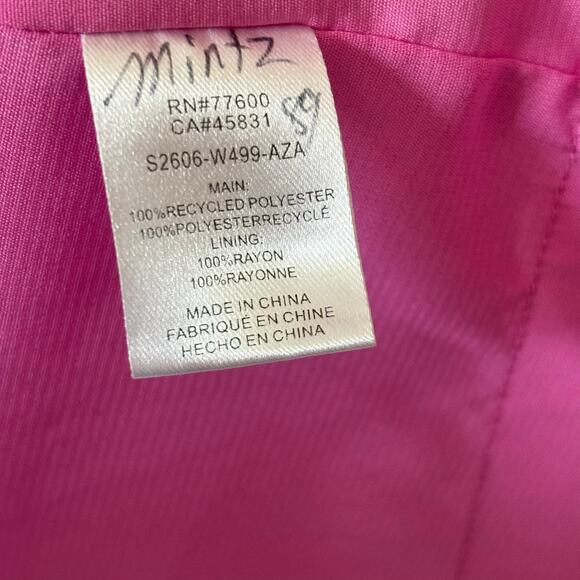 Mintz
RN#77600
CA#45831
89
S2606-W499-AZA
MAIN:
100%RECYCLED POLYESTER
100%POLYESTERRECYCLÉ
LINING:
100%RAYON
100%RAYONNE
MADE IN CHINA
FABRIQUÉ EN CHINE
HECHO EN CHINA